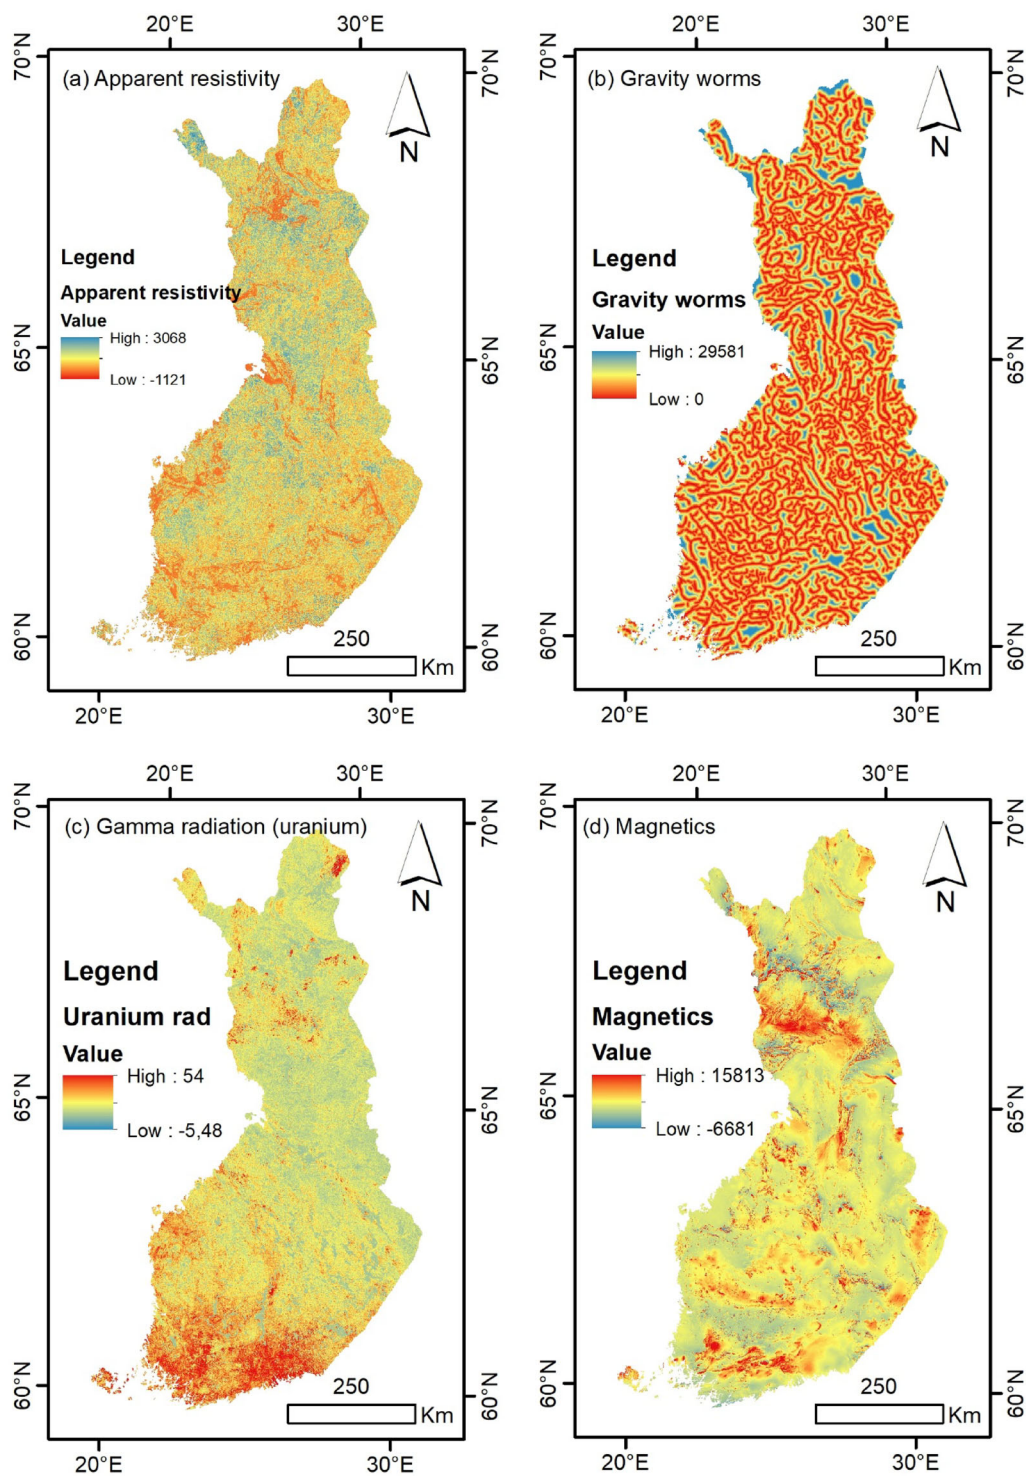 20°E 30°E
70°N
(a) Apparent resistivity
70°N
N
Legend
Apparent resistivity
Value
High : 3068
Low : -1121
65°N
65°N
60°N
60°N
250
Km
20°E 30°E
20°E 30°E
70°N
(b) Gravity worms
70°N
N
Legend
Gravity worms
Value
High : 29581
Low : 0
65°N
65°N
60°N
60°N
250
Km
20°E 30°E
20°E 30°E
70°N
(c) Gamma radiation (uranium)
70°N
N
Legend
Uranium rad
Value
High : 54
Low : -5,48
65°N
65°N
60°N
60°N
250
Km
20°E 30°E
20°E 30°E
70°N
(d) Magnetics
70°N
N
Legend
Magnetics
Value
High : 15813
Low : -6681
65°N
65°N
60°N
60°N
250
Km
20°E 30°E